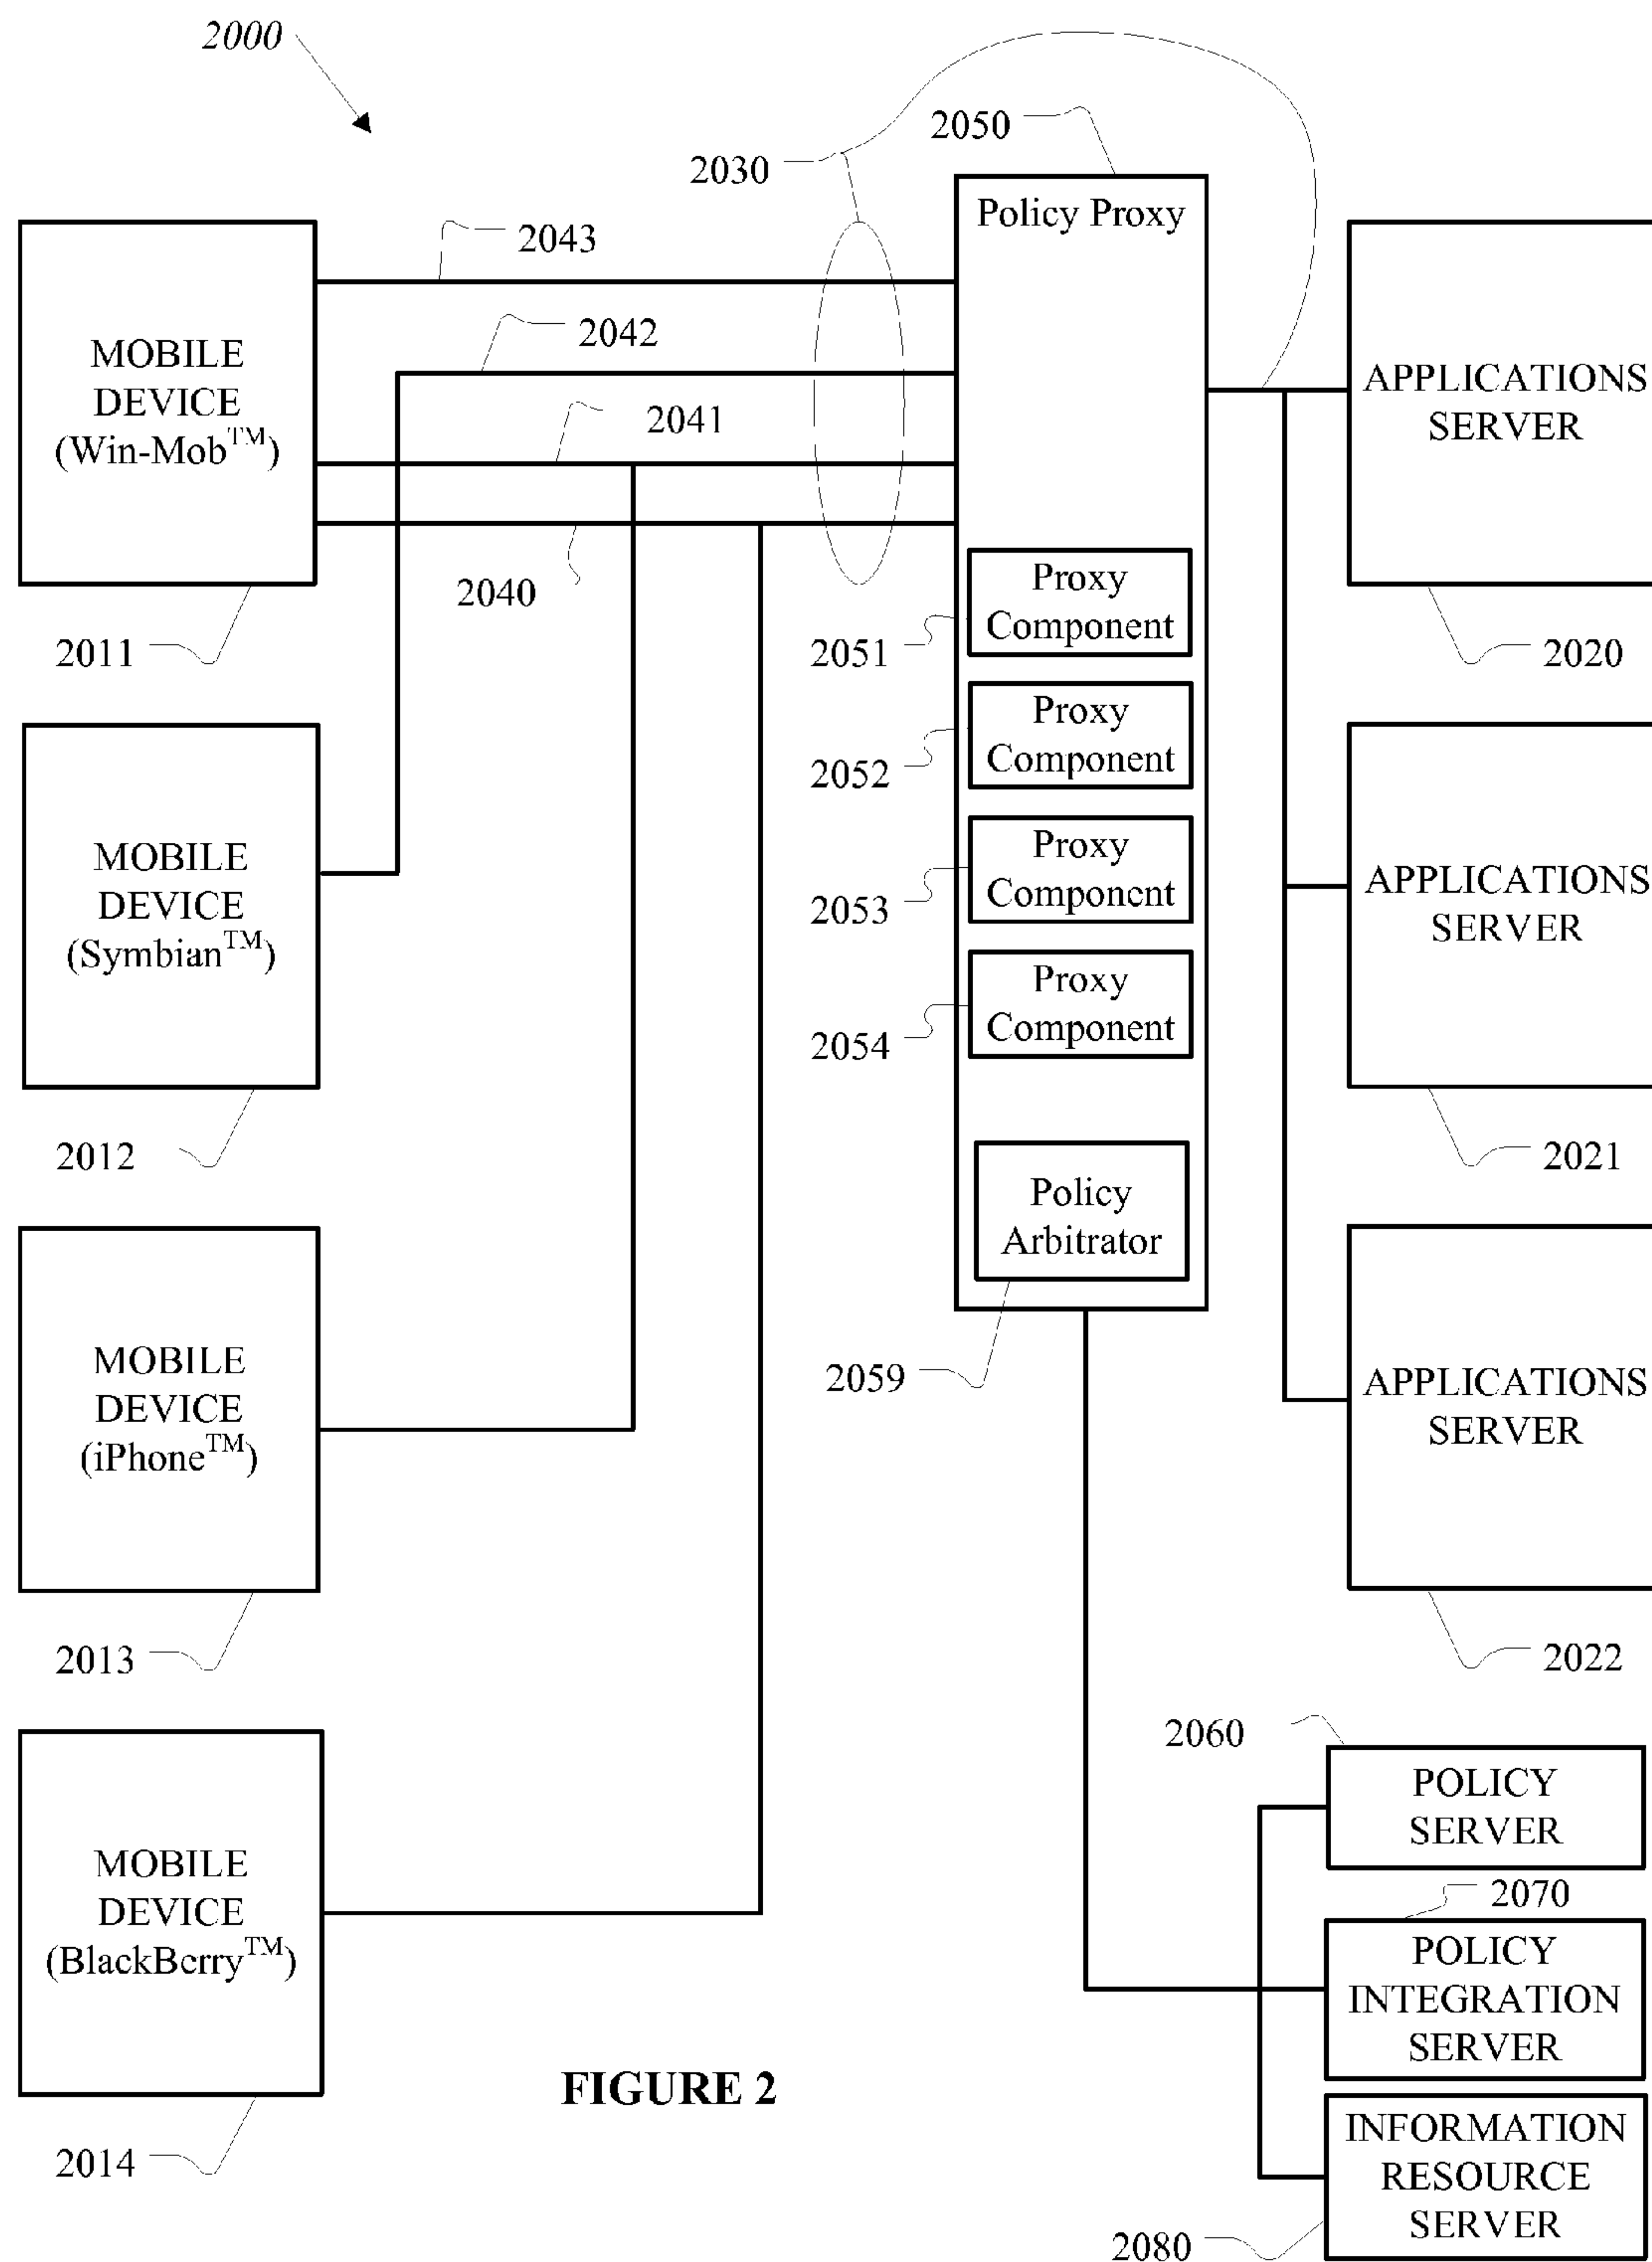 2000
2050
2030
Policy Proxy
2043
2042
2041
2040
MOBILE
DEVICE
(Win-Mob™)
2011
APPLICATIONS
SERVER
2020
Proxy
Component
2051
Proxy
Component
2052
Proxy
Component
2053
Proxy
Component
2054
MOBILE
DEVICE
(Symbian™)
2012
APPLICATIONS
SERVER
2021
Policy
Arbitrator
2059
MOBILE
DEVICE
(iPhone™)
2013
APPLICATIONS
SERVER
2022
2060
POLICY
SERVER
2070
POLICY
INTEGRATION
SERVER
MOBILE
DEVICE
(BlackBerry™)
2014
INFORMATION
RESOURCE
SERVER
2080
FIGURE 2